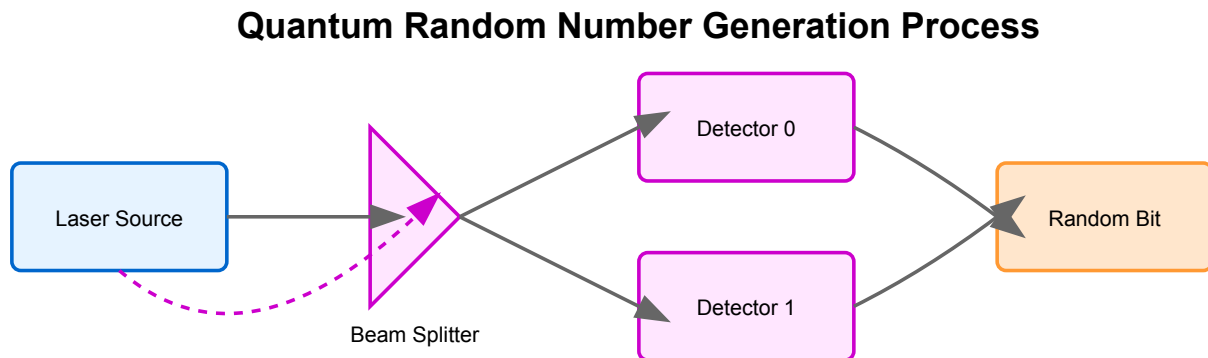 Quantum Random Number Generation Process
Detector 0
Laser Source
Random Bit
Detector 1
Beam Splitter